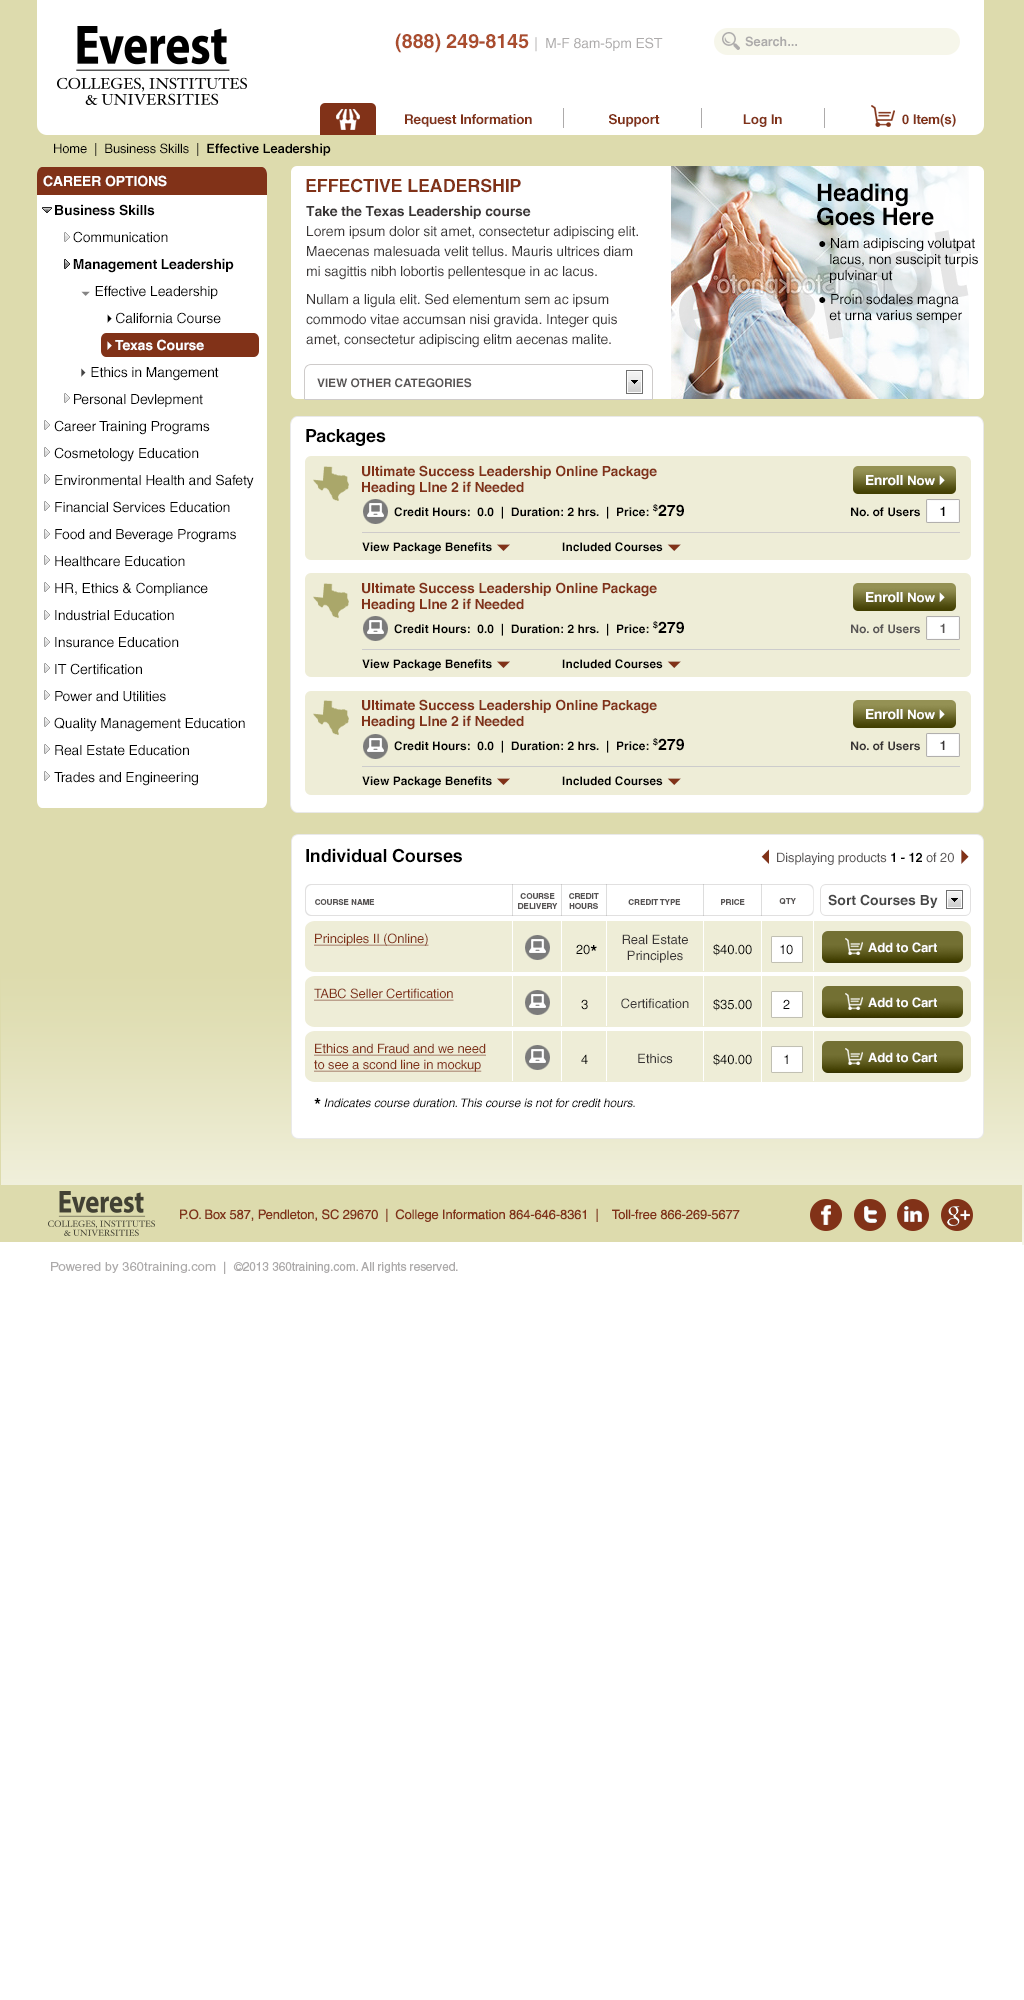 Everest
COLLEGES, INSTITUTES
& UNIVERSITIES
(888) 249-8145 | M-F 8am-5pm EST
Search...
Request Information
Support
Log In
0 Item(s)
Home | Business Skills | Effective Leadership
CAREER OPTIONS
Business Skills
Communication
Management Leadership
Effective Leadership
California Course
Texas Course
Ethics in Mangement
Personal Devlepment
Career Training Programs
Cosmetology Education
Environmental Health and Safety
Financial Services Education
Food and Beverage Programs
Healthcare Education
HR, Ethics & Compliance
Industrial Education
Insurance Education
IT Certification
Power and Utilities
Quality Management Education
Real Estate Education
Trades and Engineering
EFFECTIVE LEADERSHIP
Take the Texas Leadership course
Lorem ipsum dolor sit amet, consectetur adipiscing elit.
Maecenas malesuada velit tellus. Mauris ultrices diam
mi sagittis nibh lobortis pellentesque in ac lacus.
Nullam a ligula elit. Sed elementum sem ac ipsum
commodo vitae accumsan nisi gravida. Integer quis
amet, consectetur adipiscing elitm aecenas malite.
VIEW OTHER CATEGORIES
Heading
Goes Here
• Nam adipiscing volutpat
lacus, non suscipit turpis
pulvinar ut
• Proin sodales magna
et urna varius semper
Packages
Ultimate Success Leadership Online Package
Heading LIne 2 if Needed
Enroll Now
Credit Hours: 0.0 | Duration: 2 hrs. | Price: $279
No. of Users 1
View Package Benefits
Included Courses
Ultimate Success Leadership Online Package
Heading LIne 2 if Needed
Enroll Now
Credit Hours: 0.0 | Duration: 2 hrs. | Price: $279
No. of Users 1
View Package Benefits
Included Courses
Ultimate Success Leadership Online Package
Heading LIne 2 if Needed
Enroll Now
Credit Hours: 0.0 | Duration: 2 hrs. | Price: $279
No. of Users 1
View Package Benefits
Included Courses
Individual Courses
Displaying products 1 - 12 of 20
COURSE NAME
COURSE
DELIVERY
CREDIT
HOURS
CREDIT TYPE
PRICE
QTY
Sort Courses By
Principles II (Online)
20*
Real Estate
Principles
$40.00
10
Add to Cart
TABC Seller Certification
3
Certification
$35.00
2
Add to Cart
Ethics and Fraud and we need
to see a scond line in mockup
4
Ethics
$40.00
1
Add to Cart
* Indicates course duration. This course is not for credit hours.
Everest
COLLEGES, INSTITUTES
& UNIVERSITIES
P.O. Box 587, Pendleton, SC 29670 | College Information 864-646-8361 | Toll-free 866-269-5677
f
t
in
g+
Powered by 360training.com | ©2013 360training.com. All rights reserved.